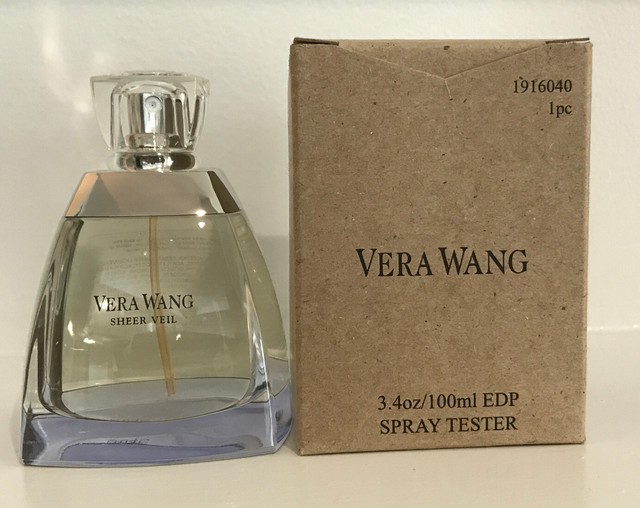 VERA WANG
SHEER VEIL
1916040
1pc
VERA WANG
3.4oz/100ml EDP
SPRAY TESTER